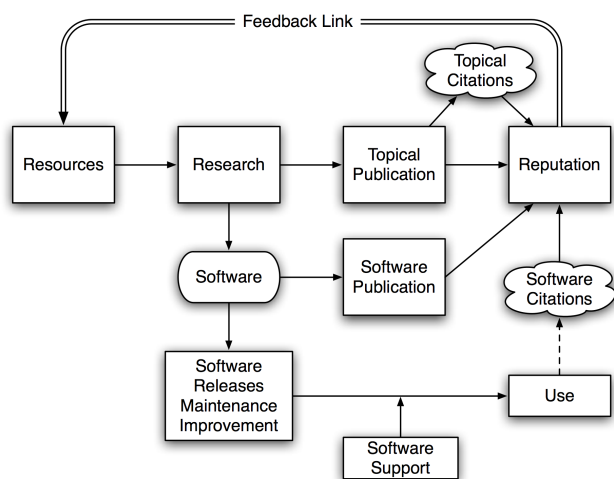 Feedback Link
Topical
Citations
Resources
Research
Topical
Publication
Reputation
Software
Software
Publication
Software
Citations
Software
Releases
Maintenance
Improvement
Use
Software
Support